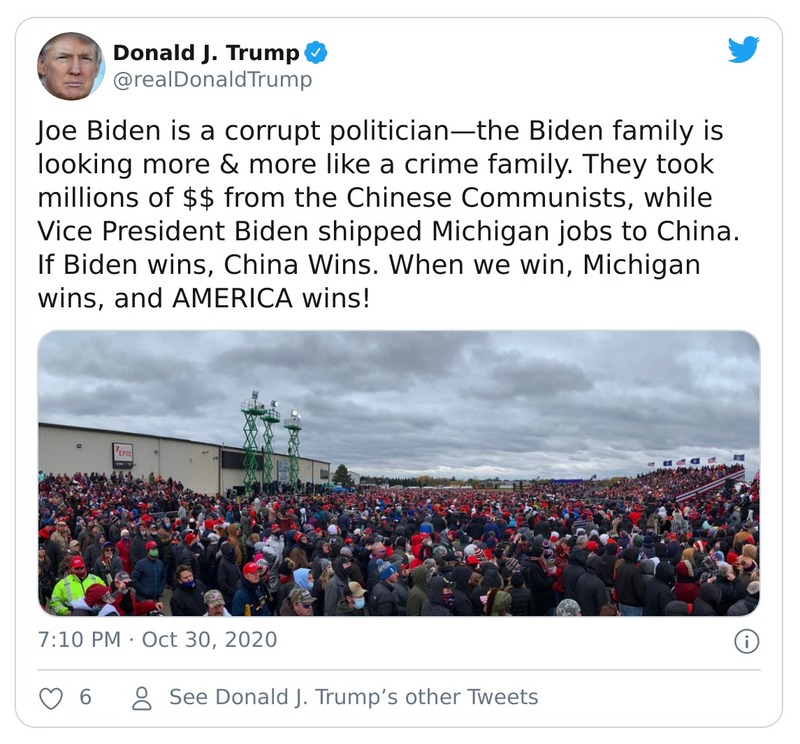 Donald J. Trump
@realDonaldTrump
Joe Biden is a corrupt politician—the Biden family is
looking more & more like a crime family. They took
millions of $$ from the Chinese Communists, while
Vice President Biden shipped Michigan jobs to China.
If Biden wins, China Wins. When we win, Michigan
wins, and AMERICA wins!
EPIC
7:10 PM · Oct 30, 2020
6
See Donald J. Trump’s other Tweets